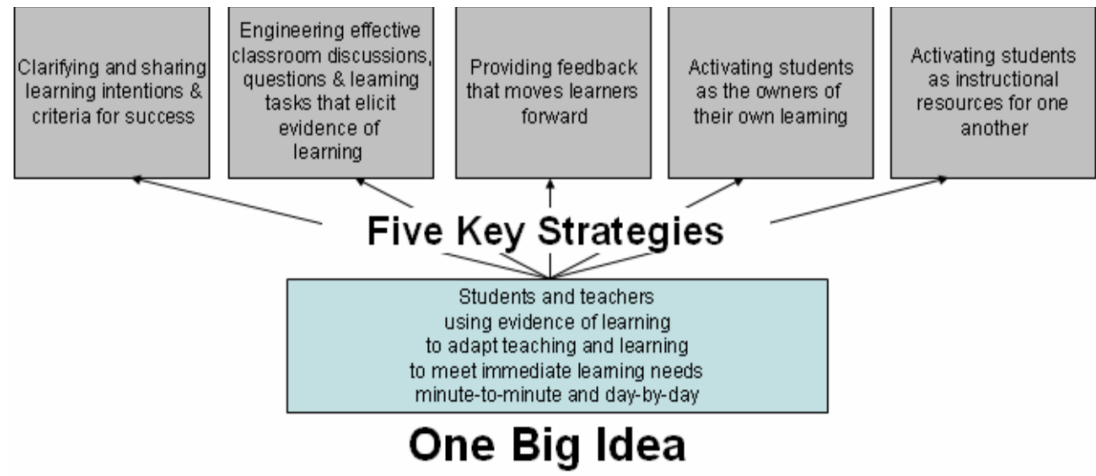 Clarifying and sharing
learning intentions &
criteria for success
Engineering effective
classroom discussions,
questions & learning
tasks that elicit
evidence of
learning
Providing feedback
that moves learners
forward
Activating students
as the owners of
their own learning
Activating students
as instructional
resources for one
another
Five Key Strategies
Students and teachers
using evidence of learning
to adapt teaching and learning
to meet immediate learning needs
minute-to-minute and day-by-day
One Big Idea